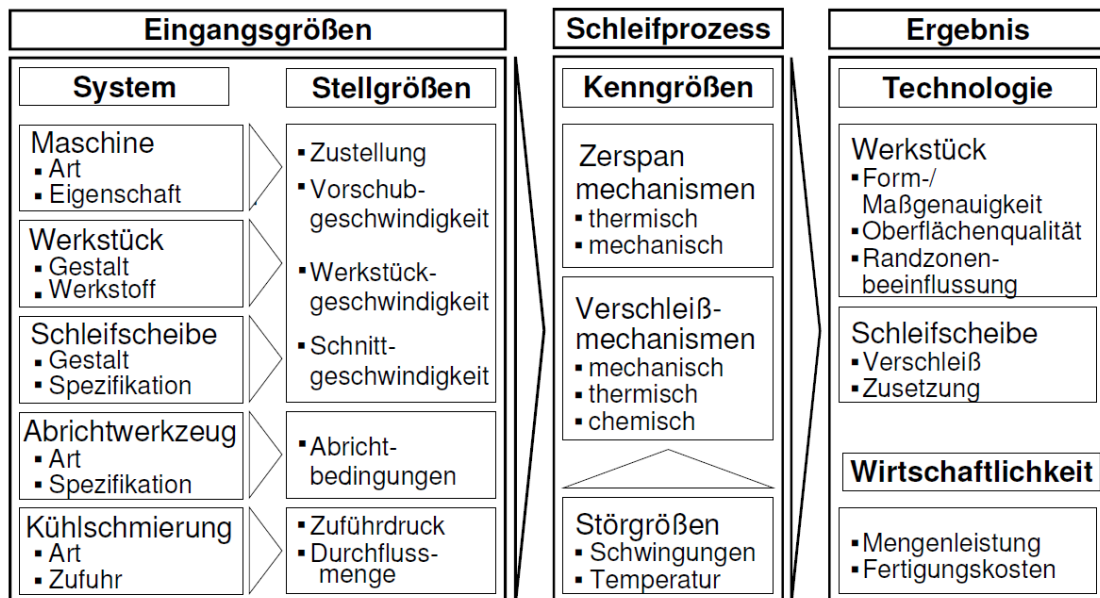 Eingangsgrößen
System
Maschine
▪ Art
▪ Eigenschaft
Werkstück
▪ Gestalt
▪ Werkstoff
Schleifscheibe
▪ Gestalt
▪ Spezifikation
Abrichtwerkzeug
▪ Art
▪ Spezifikation
Kühlschmierung
▪ Art
▪ Zufuhr
Stellgrößen
▪ Zustellung
▪ Vorschub-
geschwindigkeit
▪ Werkstück-
geschwindigkeit
▪ Schnitt-
geschwindigkeit
▪ Abricht-
bedingungen
▪ Zuführdruck
▪ Durchfluss-
menge
Schleifprozess
Kenngrößen
Zerspan
mechanismen
▪ thermisch
▪ mechanisch
Verschleiß-
mechanismen
▪ mechanisch
▪ thermisch
▪ chemisch
Störgrößen
▪ Schwingungen
▪ Temperatur
Ergebnis
Technologie
Werkstück
▪ Form-/
Maßgenauigkeit
▪ Oberflächenqualität
▪ Randzonen-
beeinflussung
Schleifscheibe
▪ Verschleiß
▪ Zusetzung
Wirtschaftlichkeit
▪ Mengenleistung
▪ Fertigungskosten